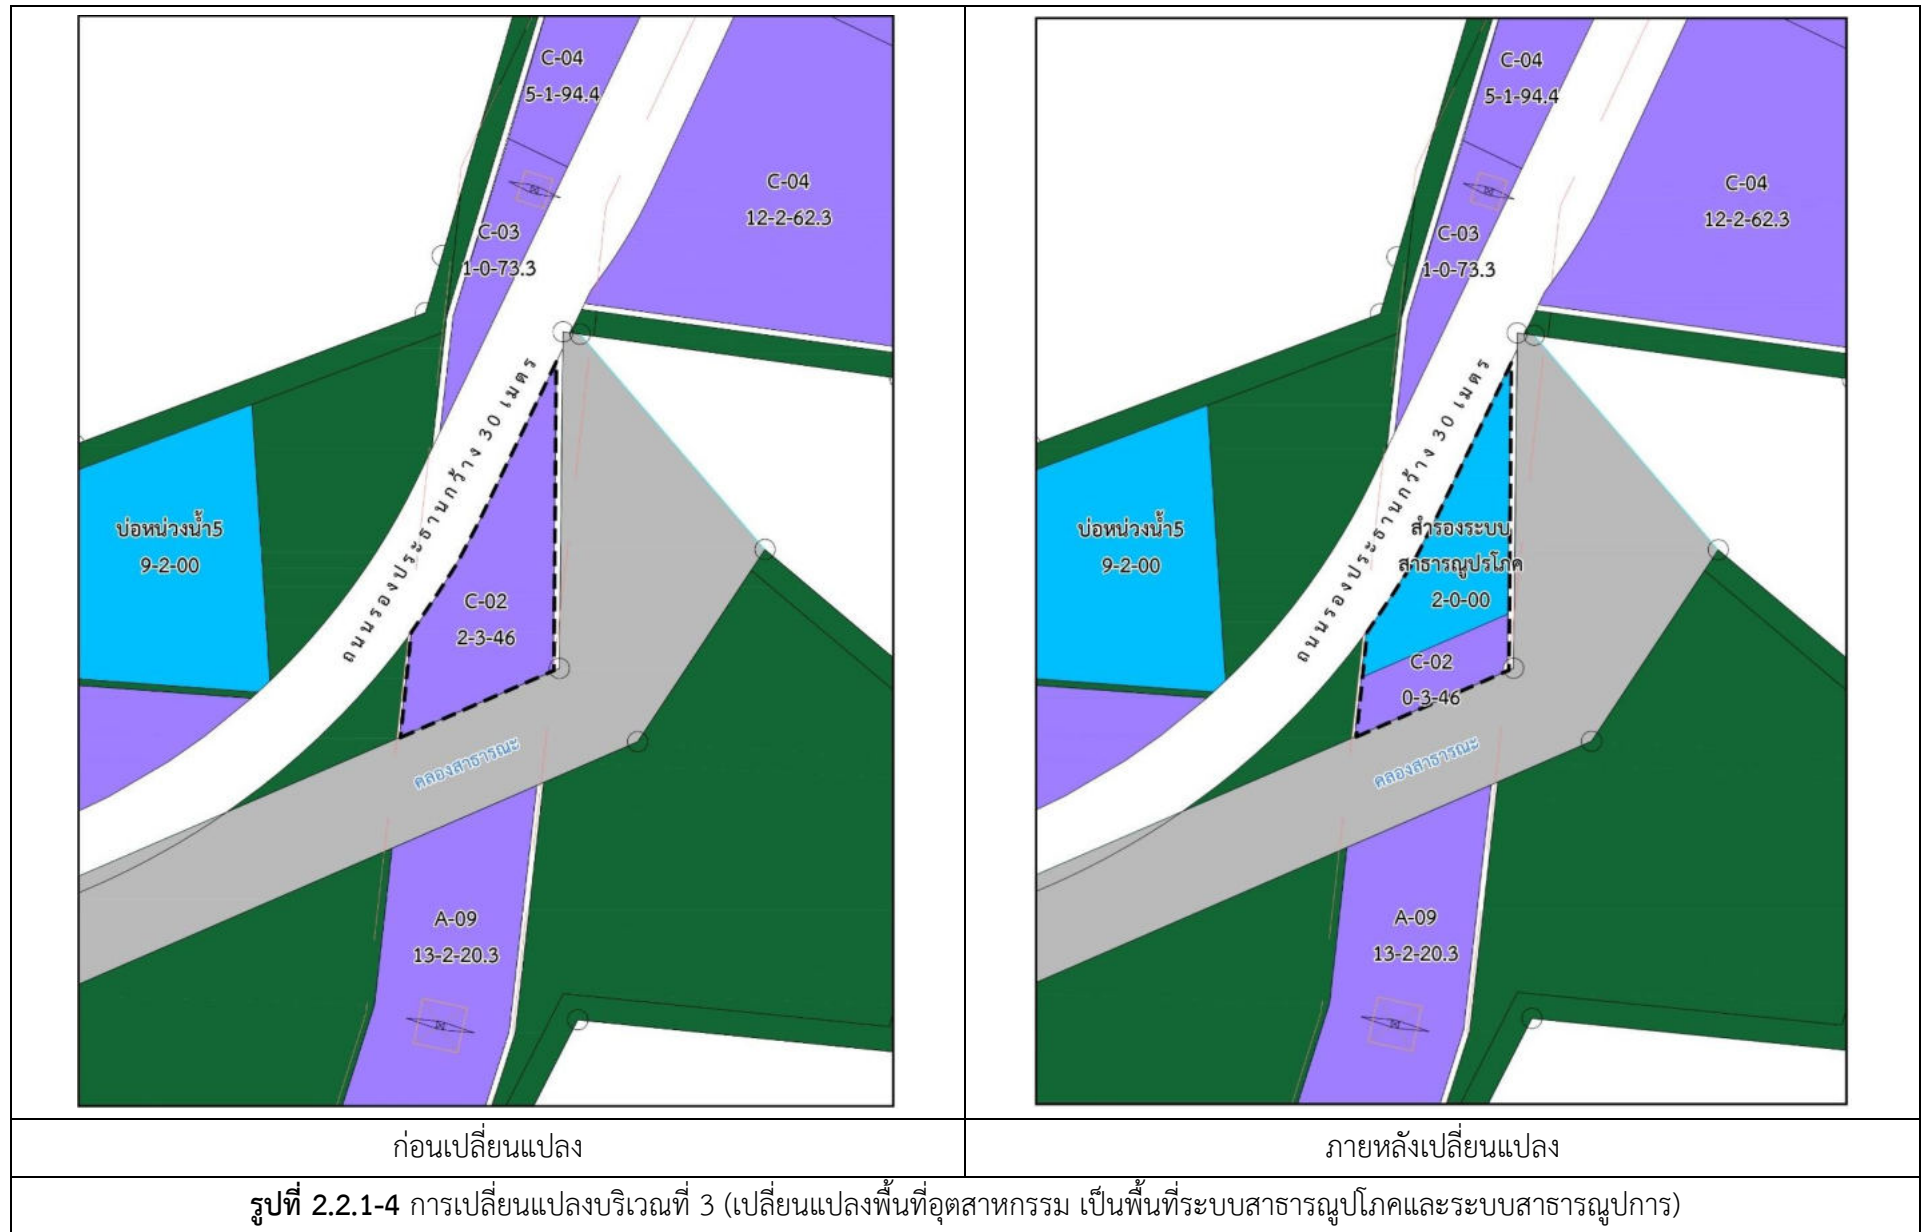 C-04
5-1-94.4
C-04
12-2-62.3
C-03
1-0-73.3
ถนนรองประธานกว้าง 30 เมตร
บ่อหน่วงน้ำ5
9-2-00
C-02
2-3-46
คลองสาธารณะ
A-09
13-2-20.3
C-04
5-1-94.4
C-04
12-2-62.3
C-03
1-0-73.3
ถนนรองประธานกว้าง 30 เมตร
บ่อหน่วงน้ำ5
9-2-00
สำรองระบบ
สาธารณูปรโภค
2-0-00
C-02
0-3-46
คลองสาธารณะ
A-09
13-2-20.3
ก่อนเปลี่ยนแปลง
ภายหลังเปลี่ยนแปลง
รูปที่ 2.2.1-4 การเปลี่ยนแปลงบริเวณที่ 3 (เปลี่ยนแปลงพื้นที่อุตสาหกรรม เป็นพื้นที่ระบบสาธารณูปโภคและระบบสาธารณูปการ)